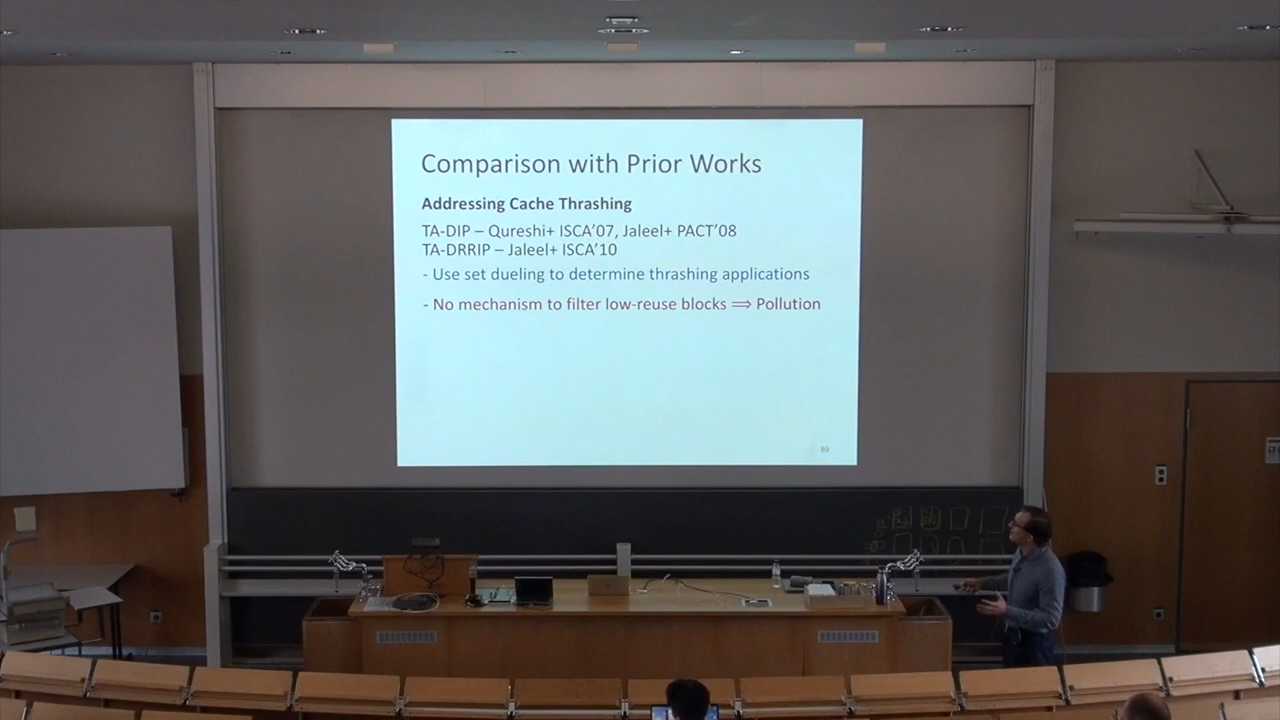 Comparison with Prior Works
Addressing Cache Thrashing
TA-DIP – Qureshi+ ISCA'07, Jaleel+ PACT'08
TA-DRRIP – Jaleel+ ISCA'10
- Use set dueling to determine thrashing applications
- No mechanism to filter low-reuse blocks ⟹ Pollution
89